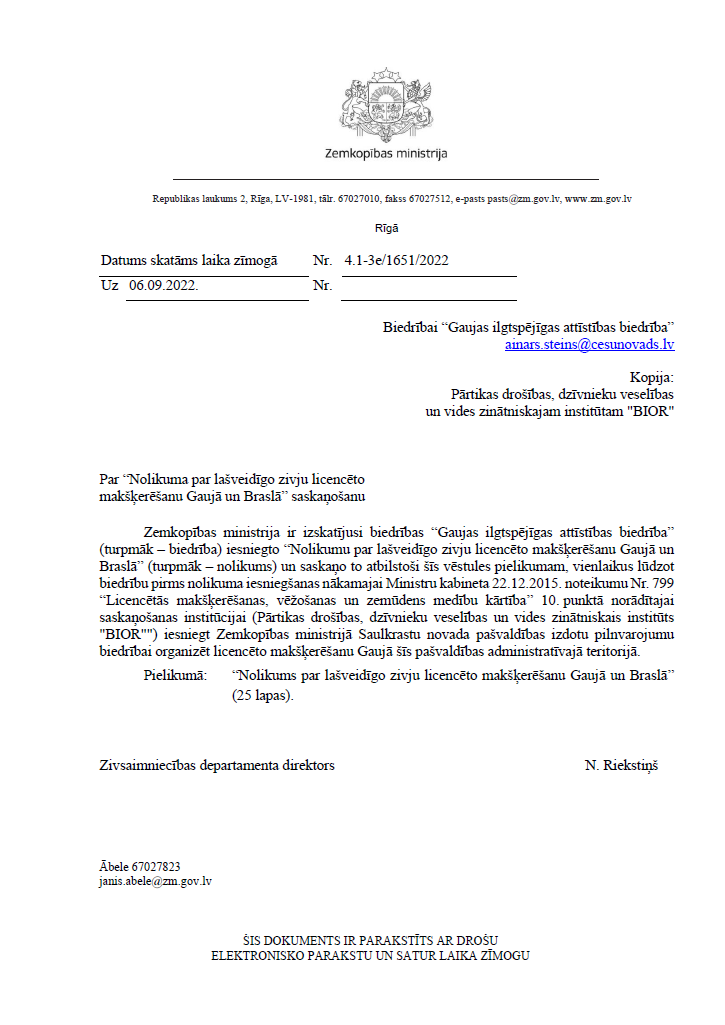 Zemkopības ministrija
Republikas laukums 2, Rīga, LV-1981, tālr. 67027010, fakss 67027512, e-pasts pasts@zm.gov.lv, www.zm.gov.lv
Rīgā
Datums skatāms laika zīmogā Nr. 4.1-3e/1651/2022
Uz 06.09.2022. Nr.
Biedrībai “Gaujas ilgtspējīgas attīstības biedrība”
ainars.steins@cesunovads.lv
Kopija:
Pārtikas drošības, dzīvnieku veselības
un vides zinātniskajam institūtam "BIOR"
Par “Nolikuma par lašveidīgo zivju licencēto
makšķerēšanu Gaujā un Braslā” saskaņošanu
Zemkopības ministrija ir izskatījusi biedrības “Gaujas ilgtspējīgas attīstības biedrība”
(turpmāk – biedrība) iesniegto “Nolikumu par lašveidīgo zivju licencēto makšķerēšanu Gaujā un
Braslā” (turpmāk – nolikums) un saskaņo to atbilstoši šīs vēstules pielikumam, vienlaikus lūdzot
biedrību pirms nolikuma iesniegšanas nākamajai Ministru kabineta 22.12.2015. noteikumu Nr. 799
“Licencētās makšķerēšanas, vēžošanas un zemūdens medību kārtība” 10. punktā norādītajai
saskaņošanas institūcijai (Pārtikas drošības, dzīvnieku veselības un vides zinātniskais institūts
"BIOR"") iesniegt Zemkopības ministrijā Saulkrastu novada pašvaldības izdotu pilnvarojumu
biedrībai organizēt licencēto makšķerēšanu Gaujā šīs pašvaldības administratīvajā teritorijā.
Pielikumā: “Nolikums par lašveidīgo zivju licencēto makšķerēšanu Gaujā un Braslā”
(25 lapas).
Zivsaimniecības departamenta direktors N. Riekstiņš
Ābele 67027823
janis.abele@zm.gov.lv
ŠIS DOKUMENTS IR PARAKSTĪTS AR DROŠU
ELEKTRONISKO PARAKSTU UN SATUR LAIKA ZĪMOGU